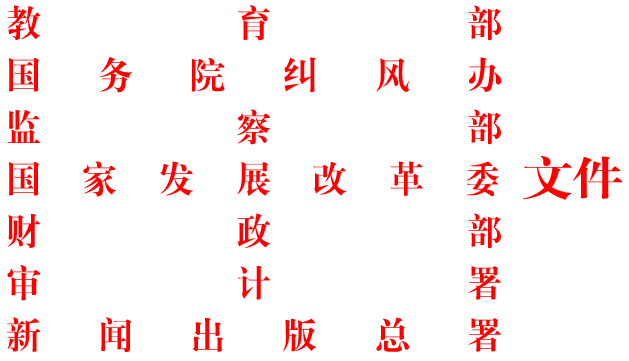 教育部
国务院纠风办
监察部
国家发展改革委 文件
财政部
审计署
新闻出版总署